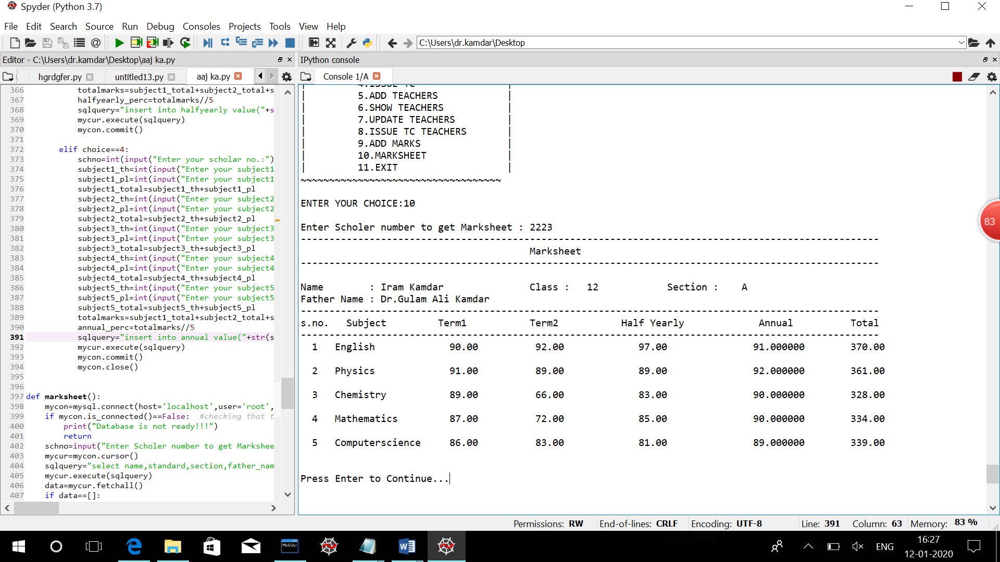 Spyder (Python 3.7)
File Edit Search Source Run Debug Consoles Projects Tools View Help
C:\Users\dr.kamdar\Desktop
Editor - C:\Users\dr.kamdar\Desktop\aaj ka.py
hgrdgfer.py untitled13.py aaj ka.py
366 totalmarks=subject1_total+subject2_total+s
367 halfyearly_perc=totalmarks//5
368 sqlquery="insert into halfyearly value("+s
369 mycur.execute(sqlquery)
370 mycon.commit()
371
372 elif choice==4:
373 schno=int(input("Enter your scholar no.:")
374 subject1_th=int(input("Enter your subject1
375 subject1_pl=int(input("Enter your subject1
376 subject1_total=subject1_th+subject1_pl
377 subject2_th=int(input("Enter your subject2
378 subject2_pl=int(input("Enter your subject2
379 subject2_total=subject2_th+subject2_pl
380 subject3_th=int(input("Enter your subject3
381 subject3_pl=int(input("Enter your subject3
382 subject3_total=subject3_th+subject3_pl
383 subject4_th=int(input("Enter your subject4
384 subject4_pl=int(input("Enter your subject4
385 subject4_total=subject4_th+subject4_pl
386 subject5_th=int(input("Enter your subject5
387 subject5_pl=int(input("Enter your subject5
388 subject5_total=subject5_th+subject5_pl
389 totalmarks=subject1_total+subject2_total+s
390 annual_perc=totalmarks//5
391 sqlquery="insert into annual value("+str(s
392 mycur.execute(sqlquery)
393 mycon.commit()
394 mycon.close()
395
396
397 def marksheet():
398 mycon=mysql.connect(host='localhost',user='root',
399 if mycon.is_connected()==False: #checking that t
400 print("Database is not ready!!!")
401 return
402 schno=input("Enter Scholer number to get Markshee
403 mycur=mycon.cursor()
404 sqlquery="select name,standard,section,father_nam
405 mycur.execute(sqlquery)
406 data=mycur.fetchall()
407 if data==[]:
IPython console
Console 1/A
| 4.ISSUE TC |
| 5.ADD TEACHERS |
| 6.SHOW TEACHERS |
| 7.UPDATE TEACHERS |
| 8.ISSUE TC TEACHERS |
| 9.ADD MARKS |
| 10.MARKSHEET |
| 11.EXIT |
~~~~~~~~~~~~~~~~~~~~~~~~~~~~~~~~~~~
ENTER YOUR CHOICE:10
Enter Scholer number to get Marksheet : 2223
-----------------------------------------------------------------------------------------------------
Marksheet
-----------------------------------------------------------------------------------------------------
Name : Iram Kamdar Class : 12 Section : A
Father Name : Dr.Gulam Ali Kamdar
-----------------------------------------------------------------------------------------------------
s.no. Subject Term1 Term2 Half Yearly Annual Total
-----------------------------------------------------------------------------------------------------
1 English 90.00 92.00 97.00 91.000000 370.00
2 Physics 91.00 89.00 89.00 92.000000 361.00
3 Chemistry 89.00 66.00 83.00 90.000000 328.00
4 Mathematics 87.00 72.00 85.00 90.000000 334.00
5 Computerscience 86.00 83.00 81.00 89.000000 339.00
Press Enter to Continue...
83
Permissions: RW End-of-lines: CRLF Encoding: UTF-8 Line: 391 Column: 63 Memory: 83 %
MySQL
ENG
16:27
12-01-2020